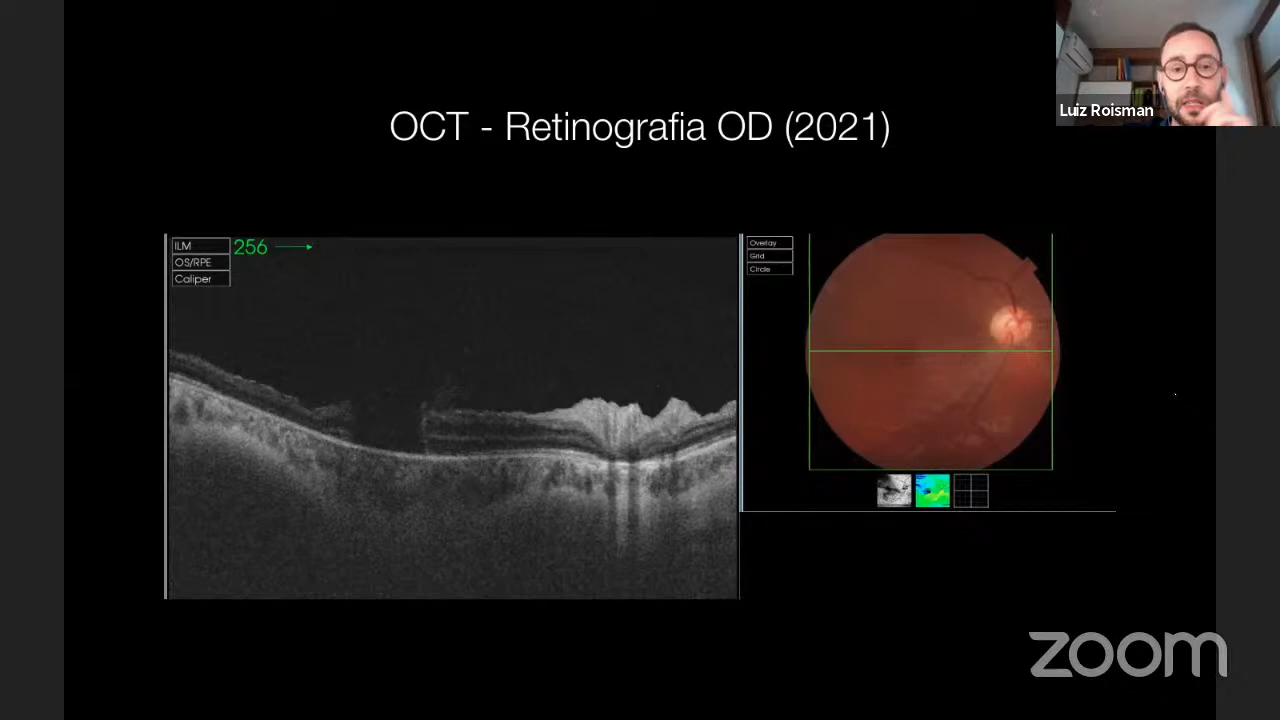 Luiz Roisman
OCT - Retinografia OD (2021)
ILM
256
OS/RPE
Caliper
Overlay
Grid
Circle
zoom